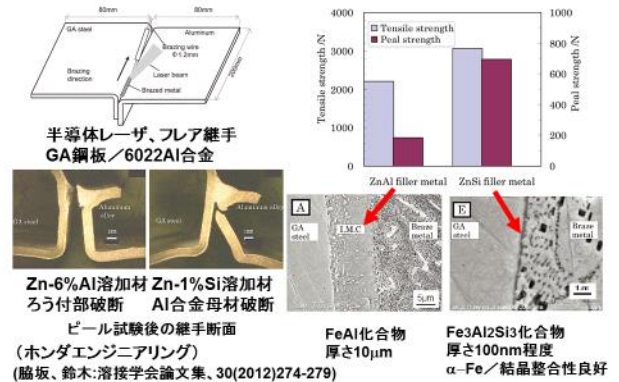 80mm
80mm
GA steel
Aluminum
Brazing wire
Φ1.2mm
Laser beam
Brazing
direction
Brazed metal
200mm
半導体レーザ、フレア継手
GA鋼板／6022Al合金
Tensile strength
Peal strength
Tensile strength /N
4000
3000
2000
1000
0
Peal strength /N
1000
800
600
400
200
0
ZnAl filler metal
ZnSi filler metal
GA steel
Aluminum
alloy
GA steel
Aluminum alloy
Zn-6%Al溶加材
ろう付部破断
Zn-1%Si溶加材
Al合金母材破断
ピール試験後の継手断面
（ホンダエンジニアリング）
(脇坂、鈴木:溶接学会論文集、30(2012)274-279)
A
GA
steel
I.M.C
Braze
metal
5μm
FeAl化合物
厚さ10μm
E
GA
steel
Braze
metal
Fe3Al2Si3化合物
厚さ100nm程度
α-Fe／結晶整合性良好